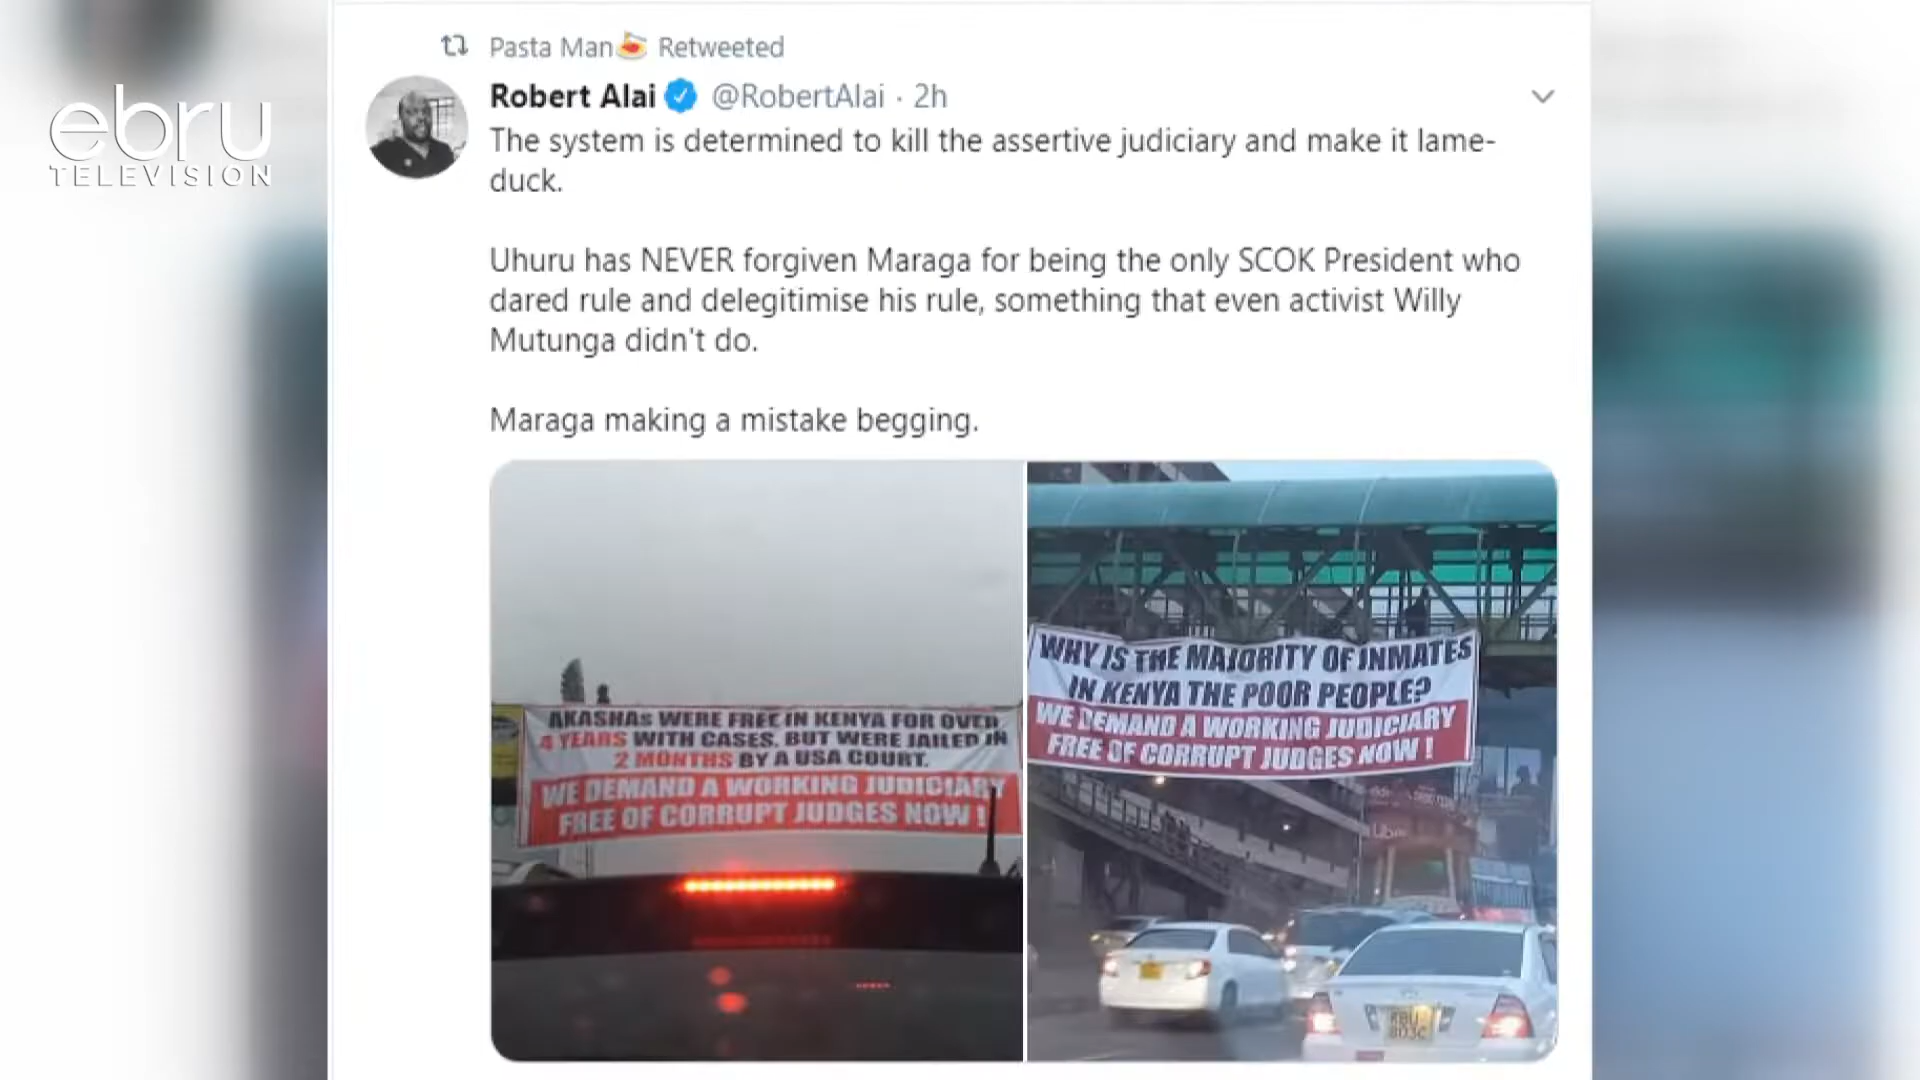 ebru
TELEVISION
Pasta Man🍝 Retweeted
Robert Alai @RobertAlai · 2h
The system is determined to kill the assertive judiciary and make it lame-
duck.
Uhuru has NEVER forgiven Maraga for being the only SCOK President who
dared rule and delegitimise his rule, something that even activist Willy
Mutunga didn't do.
Maraga making a mistake begging.
AKASHAs WERE FREE IN KENYA FOR OVER
4 YEARS WITH CASES, BUT WERE JAILED IN
2 MONTHS BY A USA COURT.
WE DEMAND A WORKING JUDICIARY
FREE OF CORRUPT JUDGES NOW !
WHY IS THE MAJORITY OF INMATES
IN KENYA THE POOR PEOPLE?
WE DEMAND A WORKING JUDICIARY
FREE OF CORRUPT JUDGES NOW !
Uber